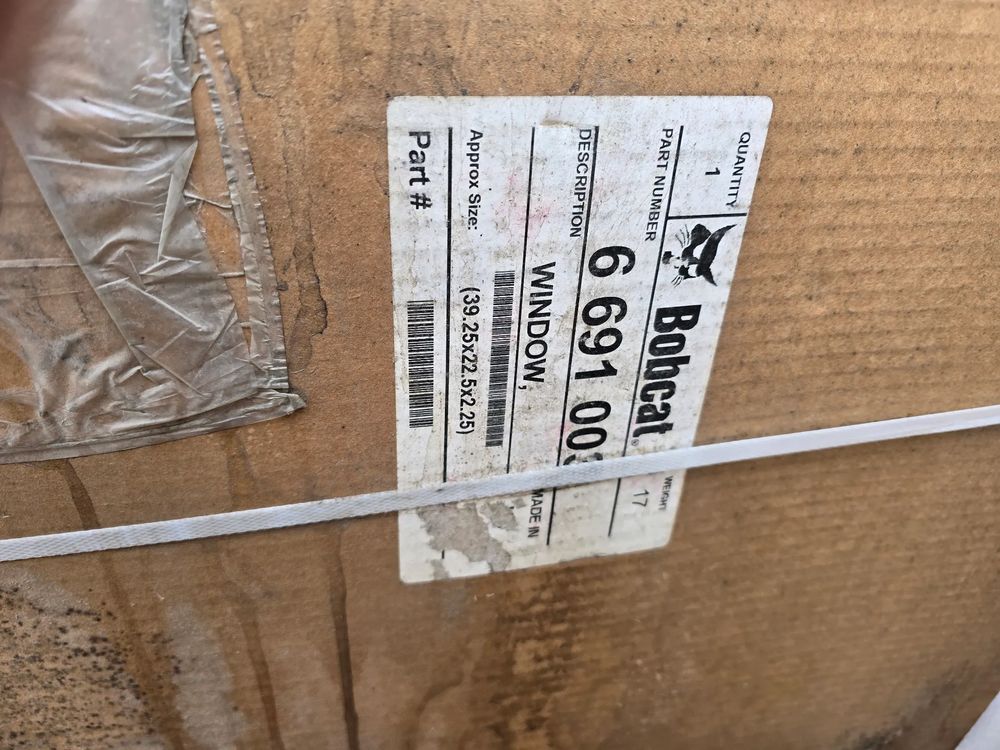 QUANTITY
1
Bobcat®
WEIGHT
17
PART NUMBER
6 691 00
DESCRIPTION
WINDOW,
MADE IN
Approx Size:
(39.25x22.5x2.25)
Part #